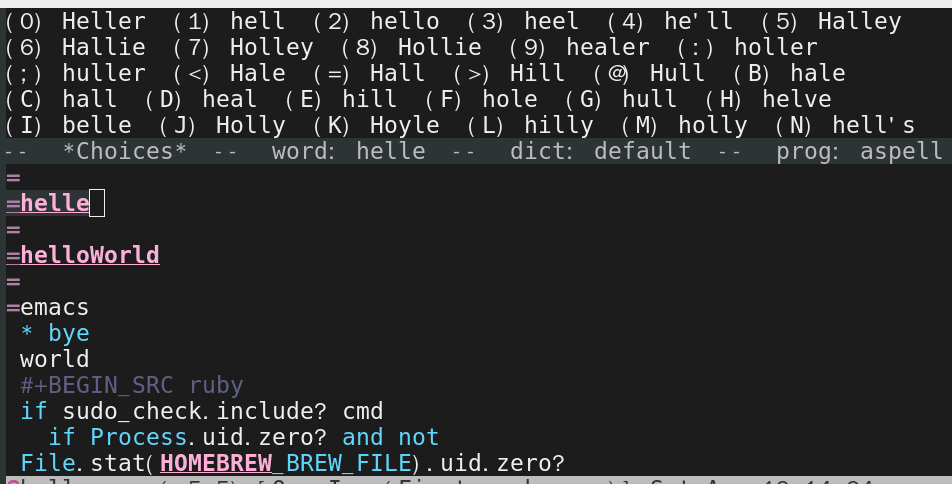 (0) Heller (1) hell (2) hello (3) heel (4) he'll (5) Halley
(6) Hallie (7) Holley (8) Hollie (9) healer (:) holler
(;) huller (<) Hale (=) Hall (>) Hill (@) Hull (B) hale
(C) hall (D) heal (E) hill (F) hole (G) hull (H) helve
(I) belle (J) Holly (K) Hoyle (L) hilly (M) holly (N) hell's
-- *Choices* -- word: helle -- dict: default -- prog: aspell
=
=helle
=
=helloWorld
=
=emacs
* bye
world
#+BEGIN_SRC ruby
if sudo_check.include? cmd
if Process.uid.zero? and not
File.stat(HOMEBREW_BREW_FILE).uid.zero?